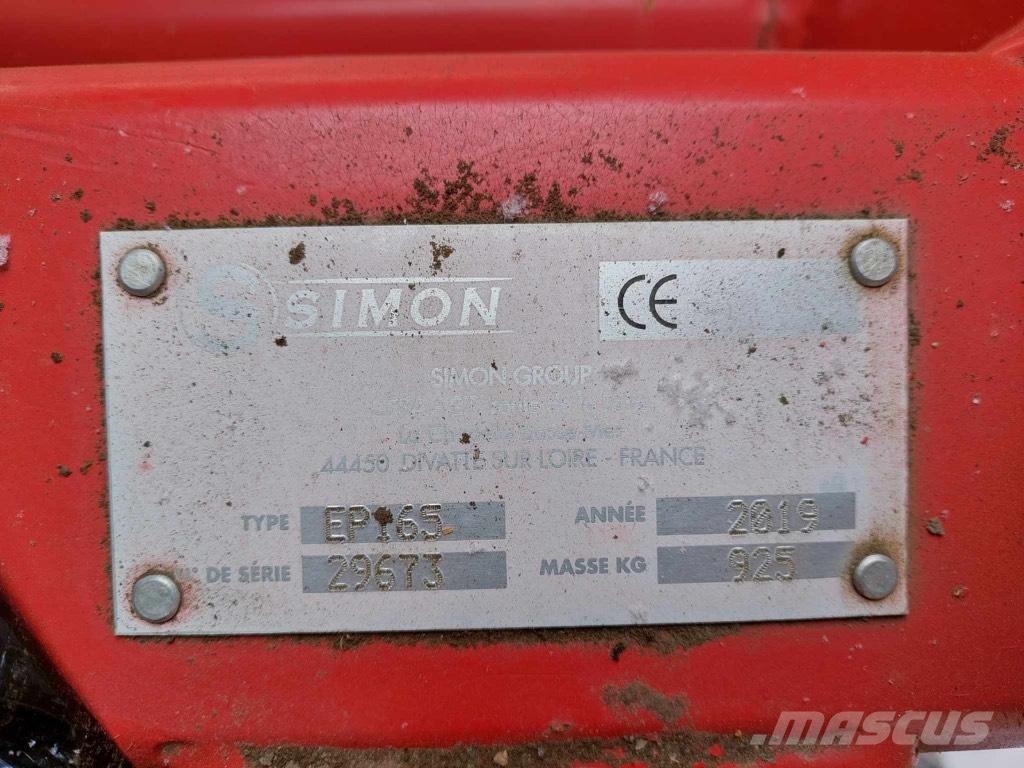 SIMON
CE
SIMON GROUP
44450 DIVATTE SUR LOIRE - FRANCE
TYPE EP165
ANNÉE 2019
N° DE SÉRIE 29673
MASSE KG 925
MASCUS